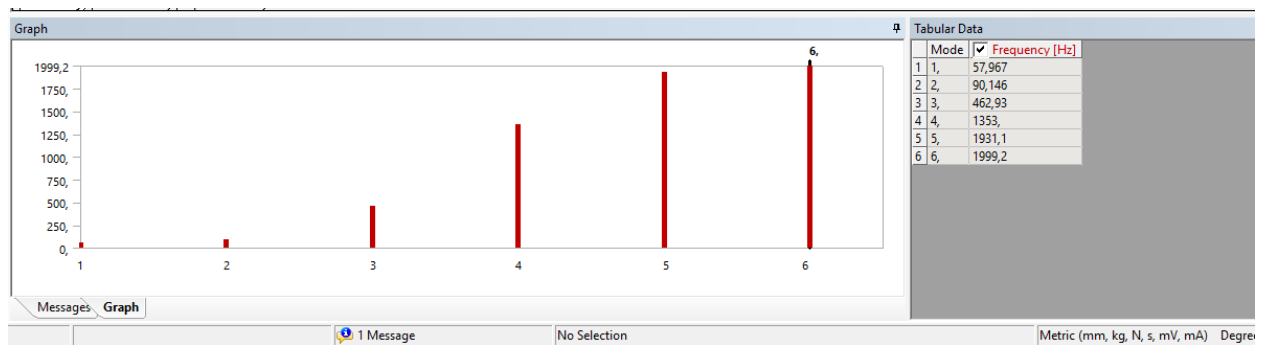 Graph
6,
1999,2
1750,
1500,
1250,
1000,
750,
500,
250,
0,
1 2 3 4 5 6
Messages Graph
Tabular Data
Mode Frequency [Hz]
1 1, 57,967
2 2, 90,146
3 3, 462,93
4 4, 1353,
5 5, 1931,1
6 6, 1999,2
1 Message No Selection Metric (mm, kg, N, s, mV, mA) Degre